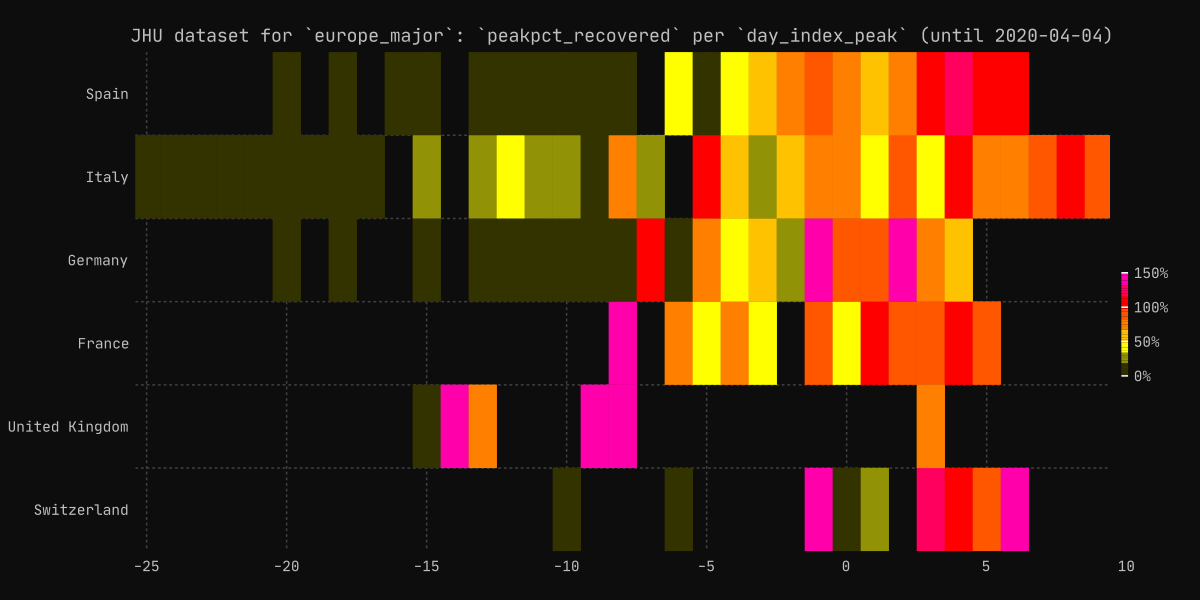 JHU dataset for `europe_major`: `peakpct_recovered` per `day_index_peak` (until 2020-04-04)
Spain
Italy
Germany
France
United Kingdom
Switzerland
150%
100%
50%
0%
-25 -20 -15 -10 -5 0 5 10